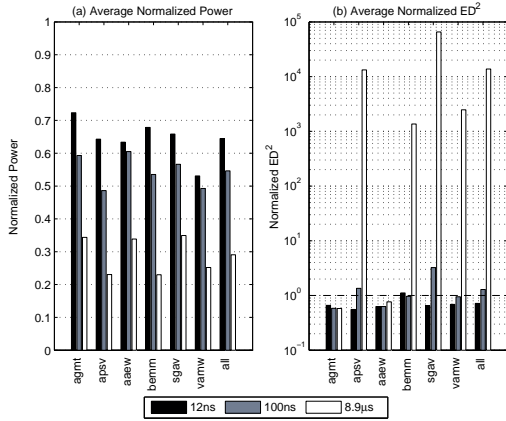 (a) Average Normalized Power
Normalized Power
1
0.9
0.8
0.7
0.6
0.5
0.4
0.3
0.2
0.1
0
agmt
apsv
aaew
bemm
sgav
vamw
all
(b) Average Normalized ED²
Normalized ED²
10⁵
10⁴
10³
10²
10¹
10⁰
10⁻¹
agmt
apsv
aaew
bemm
sgav
vamw
all
12ns 100ns 8.9μs